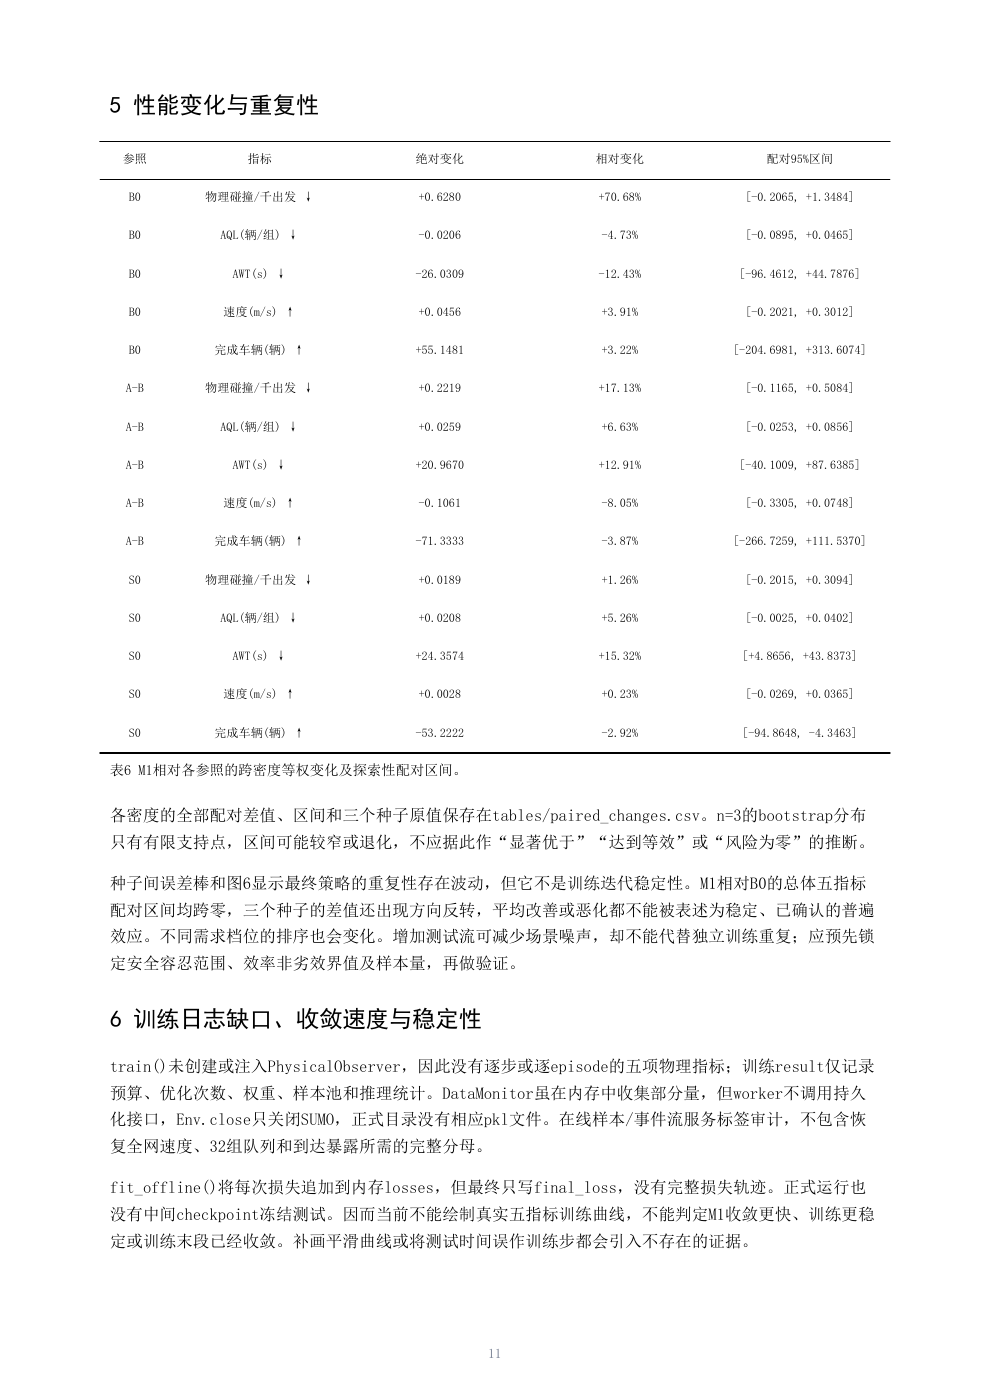 5 性能变化与重复性
参照 指标 绝对变化 相对变化 配对95%区间
B0 物理碰撞/千出发 ↓ +0.6280 +70.68% [-0.2065, +1.3484]
B0 AQL(辆/组) ↓ -0.0206 -4.73% [-0.0895, +0.0465]
B0 AWT(s) ↓ -26.0309 -12.43% [-96.4612, +44.7876]
B0 速度(m/s) ↑ +0.0456 +3.91% [-0.2021, +0.3012]
B0 完成车辆(辆) ↑ +55.1481 +3.22% [-204.6981, +313.6074]
A-B 物理碰撞/千出发 ↓ +0.2219 +17.13% [-0.1165, +0.5084]
A-B AQL(辆/组) ↓ +0.0259 +6.63% [-0.0253, +0.0856]
A-B AWT(s) ↓ +20.9670 +12.91% [-40.1009, +87.6385]
A-B 速度(m/s) ↑ -0.1061 -8.05% [-0.3305, +0.0748]
A-B 完成车辆(辆) ↑ -71.3333 -3.87% [-266.7259, +111.5370]
S0 物理碰撞/千出发 ↓ +0.0189 +1.26% [-0.2015, +0.3094]
S0 AQL(辆/组) ↓ +0.0208 +5.26% [-0.0025, +0.0402]
S0 AWT(s) ↓ +24.3574 +15.32% [+4.8656, +43.8373]
S0 速度(m/s) ↑ +0.0028 +0.23% [-0.0269, +0.0365]
S0 完成车辆(辆) ↑ -53.2222 -2.92% [-94.8648, -4.3463]
表6 M1相对各参照的跨密度等权变化及探索性配对区间。
各密度的全部配对差值、区间和三个种子原值保存在tables/paired_changes.csv。n=3的bootstrap分布
只有有限支持点，区间可能较窄或退化，不应据此作“显著优于”“达到等效”或“风险为零”的推断。
种子间误差棒和图6显示最终策略的重复性存在波动，但它不是训练迭代稳定性。M1相对B0的总体五指标
配对区间均跨零，三个种子的差值还出现方向反转，平均改善或恶化都不能被表述为稳定、已确认的普遍
效应。不同需求档位的排序也会变化。增加测试流可减少场景噪声，却不能代替独立训练重复；应预先锁
定安全容忍范围、效率非劣效界值及样本量，再做验证。
6 训练日志缺口、收敛速度与稳定性
train()未创建或注入PhysicalObserver，因此没有逐步或逐episode的五项物理指标；训练result仅记录
预算、优化次数、权重、样本池和推理统计。DataMonitor虽在内存中收集部分量，但worker不调用持久
化接口，Env.close只关闭SUMO，正式目录没有相应pkl文件。在线样本/事件流服务标签审计，不包含恢
复全网速度、32组队列和到达暴露所需的完整分母。
fit_offline()将每次损失追加到内存losses，但最终只写final_loss，没有完整损失轨迹。正式运行也
没有中间checkpoint冻结测试。因而当前不能绘制真实五指标训练曲线，不能判定M1收敛更快、训练更稳
定或训练末段已经收敛。补画平滑曲线或将测试时间误作训练步都会引入不存在的证据。
11